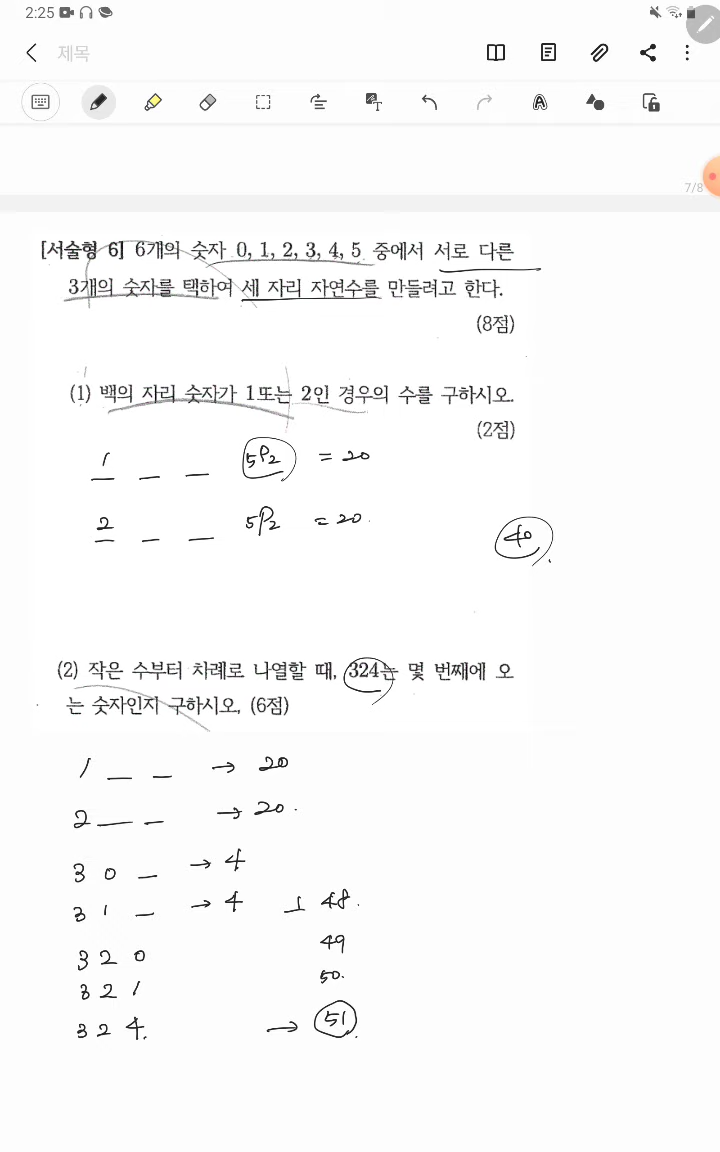 2:25
제목
7/8
[서술형 6] 6개의 숫자 0, 1, 2, 3, 4, 5 중에서 서로 다른
3개의 숫자를 택하여 세 자리 자연수를 만들려고 한다.
(8점)
(1) 백의 자리 숫자가 1또는 2인 경우의 수를 구하시오.
(2점)
1 _ _ 5P2 = 20
2 _ _ 5P2 = 20.
40
(2) 작은 수부터 차례로 나열할 때, 324는 몇 번째에 오
는 숫자인지 구하시오. (6점)
1 _ _ → 20
2 _ _ → 20.
3 0 _ → 4
3 1 _ → 4 48.
3 2 0 49
3 2 1 50.
3 2 4. → 51.